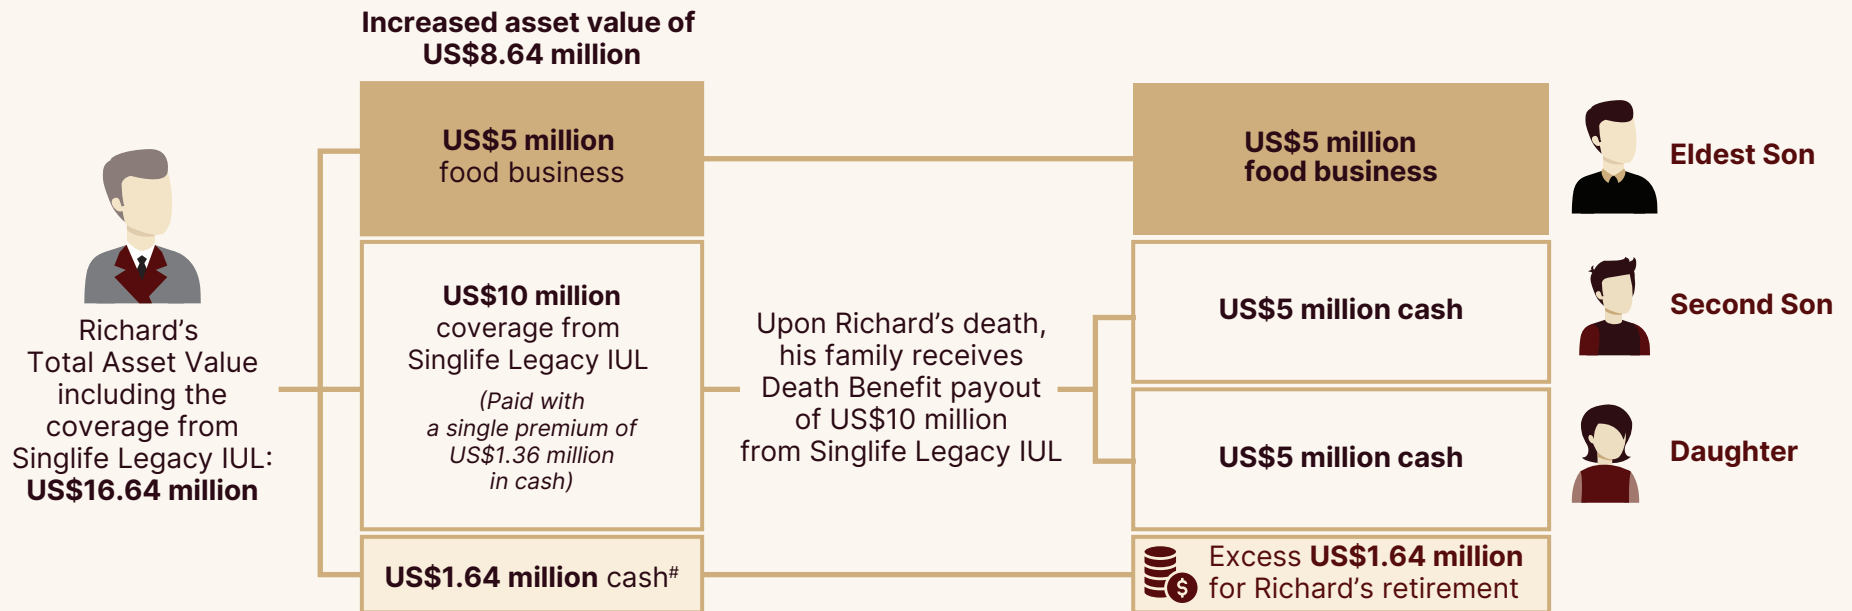 Increased asset value of
US$8.64 million
Richard's
Total Asset Value
including the
coverage from
Singlife Legacy IUL:
US$16.64 million
US$5 million
food business
US$10 million
coverage from
Singlife Legacy IUL
(Paid with
a single premium of
US$1.36 million
in cash)
US$1.64 million cash#
Upon Richard’s death,
his family receives
Death Benefit payout
of US$10 million
from Singlife Legacy IUL
US$5 million
food business
Eldest Son
US$5 million cash
Second Son
US$5 million cash
Daughter
$
Excess US$1.64 million
for Richard’s retirement